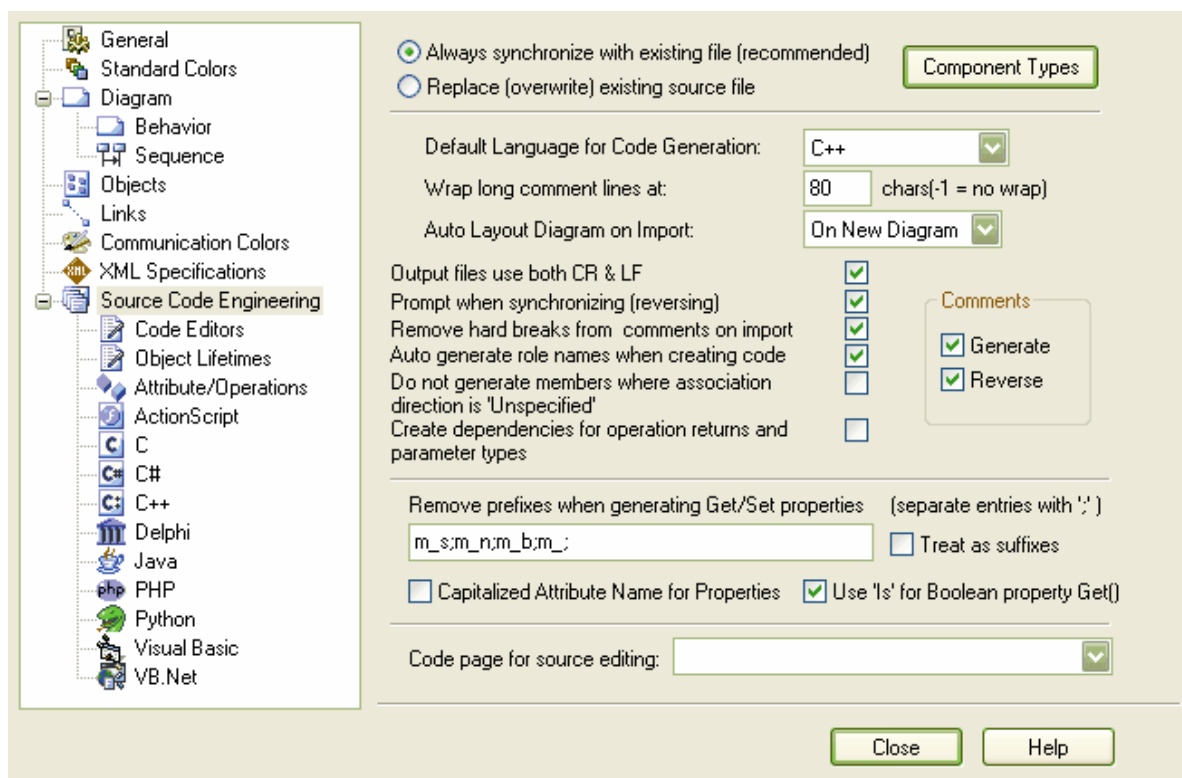 General
Standard Colors
Diagram
Behavior
Sequence
Objects
Links
Communication Colors
XML Specifications
Source Code Engineering
Code Editors
Object Lifetimes
Attribute/Operations
ActionScript
C
C#
C++
Delphi
Java
PHP
Python
Visual Basic
VB.Net
Always synchronize with existing file (recommended)
Replace (overwrite) existing source file
Component Types
Default Language for Code Generation: C++
Wrap long comment lines at: 80 chars(-1 = no wrap)
Auto Layout Diagram on Import: On New Diagram
Output files use both CR & LF
Prompt when synchronizing (reversing)
Remove hard breaks from comments on import
Auto generate role names when creating code
Do not generate members where association
direction is 'Unspecified'
Create dependencies for operation returns and
parameter types
Comments
Generate
Reverse
Remove prefixes when generating Get/Set properties (separate entries with ';' )
m_s;m_n;m_b;m_;
Treat as suffixes
Capitalized Attribute Name for Properties
Use 'Is' for Boolean property Get()
Code page for source editing:
Close
Help